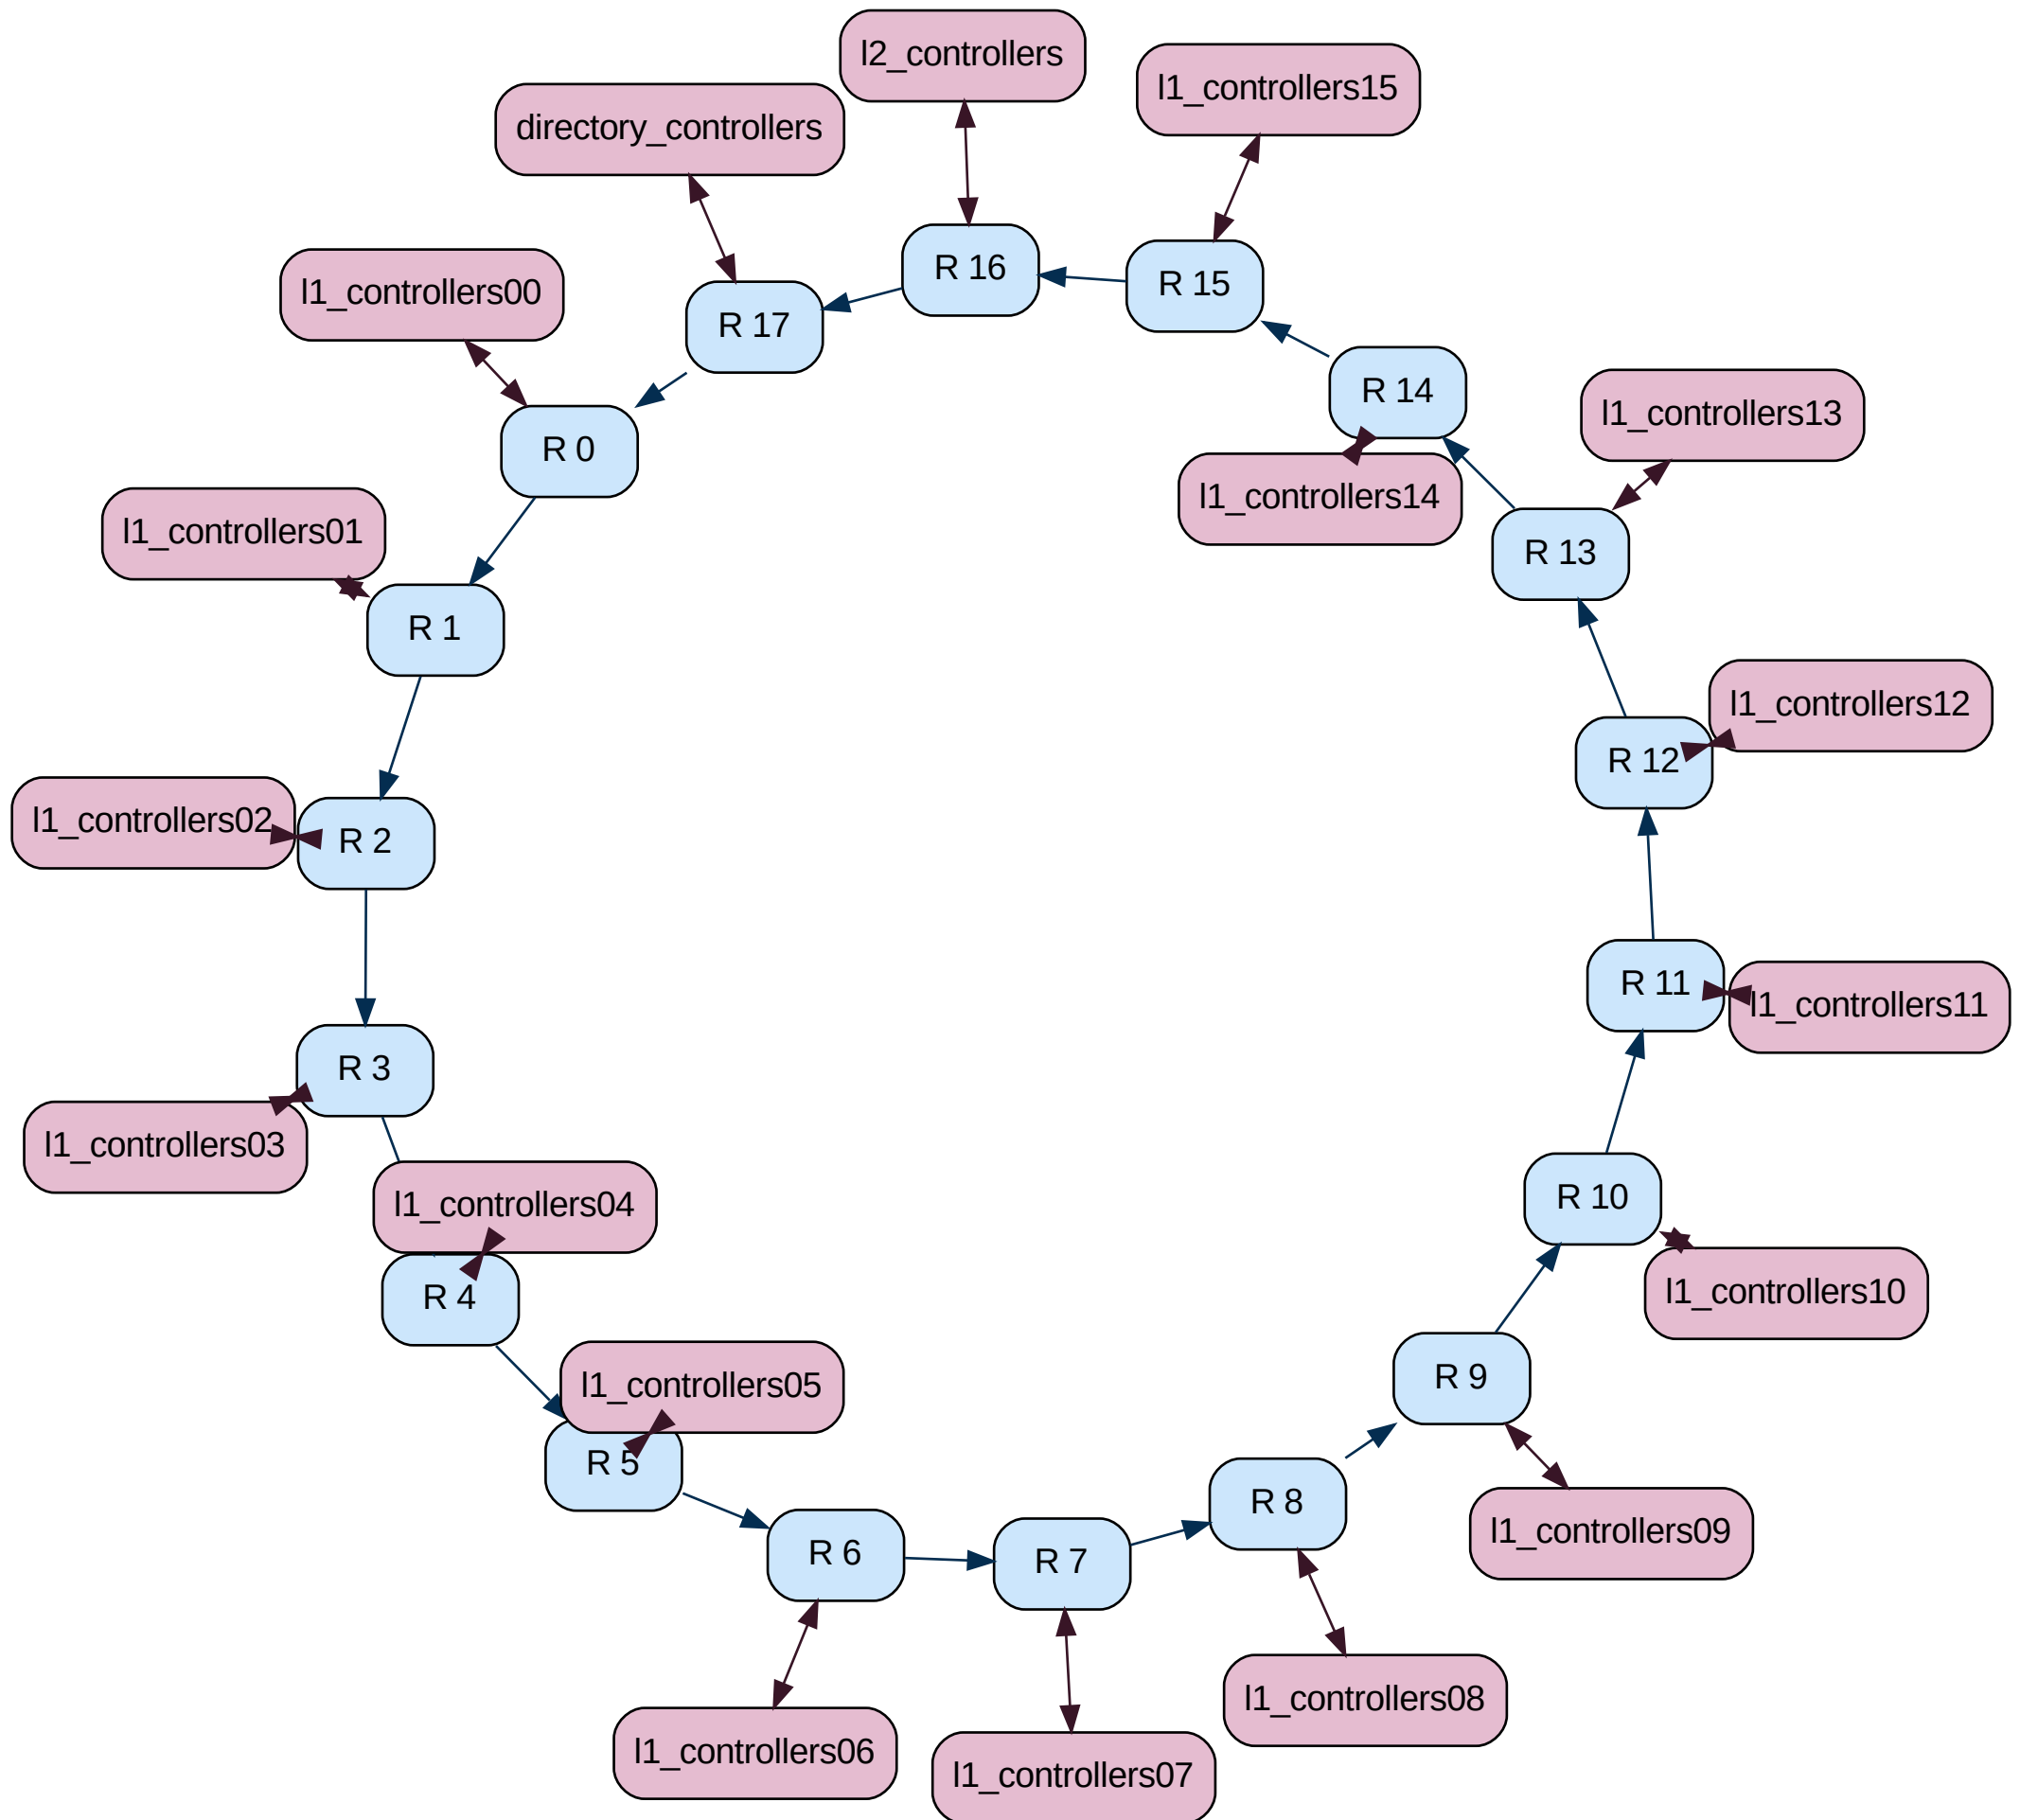 l2_controllers
l1_controllers15
directory_controllers
R 16
R 15
l1_controllers00
R 17
R 14
l1_controllers13
R 0
l1_controllers14
l1_controllers01
R 13
R 1
l1_controllers12
R 12
l1_controllers02
R 2
R 11
l1_controllers11
R 3
l1_controllers03
R 10
l1_controllers04
l1_controllers10
R 4
R 9
l1_controllers05
R 5
R 8
l1_controllers09
R 6
R 7
l1_controllers08
l1_controllers06
l1_controllers07